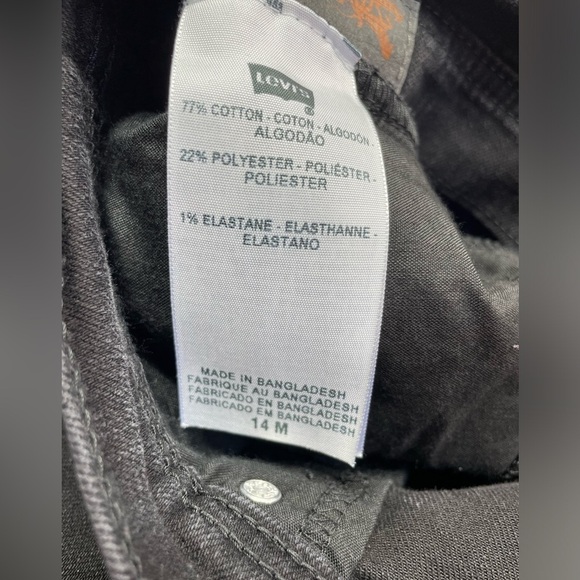 Levi's
®
77% COTTON - COTON - ALGODÓN -
ALGODÃO
22% POLYESTER - POLIÉSTER -
POLIESTER
1% ELASTANE - ELASTHANNE -
ELASTANO
MADE IN BANGLADESH
FABRIQUE AU BANGLADESH
FABRICADO EN BANGLADESH
FABRICADO EM BANGLADESH
14 M